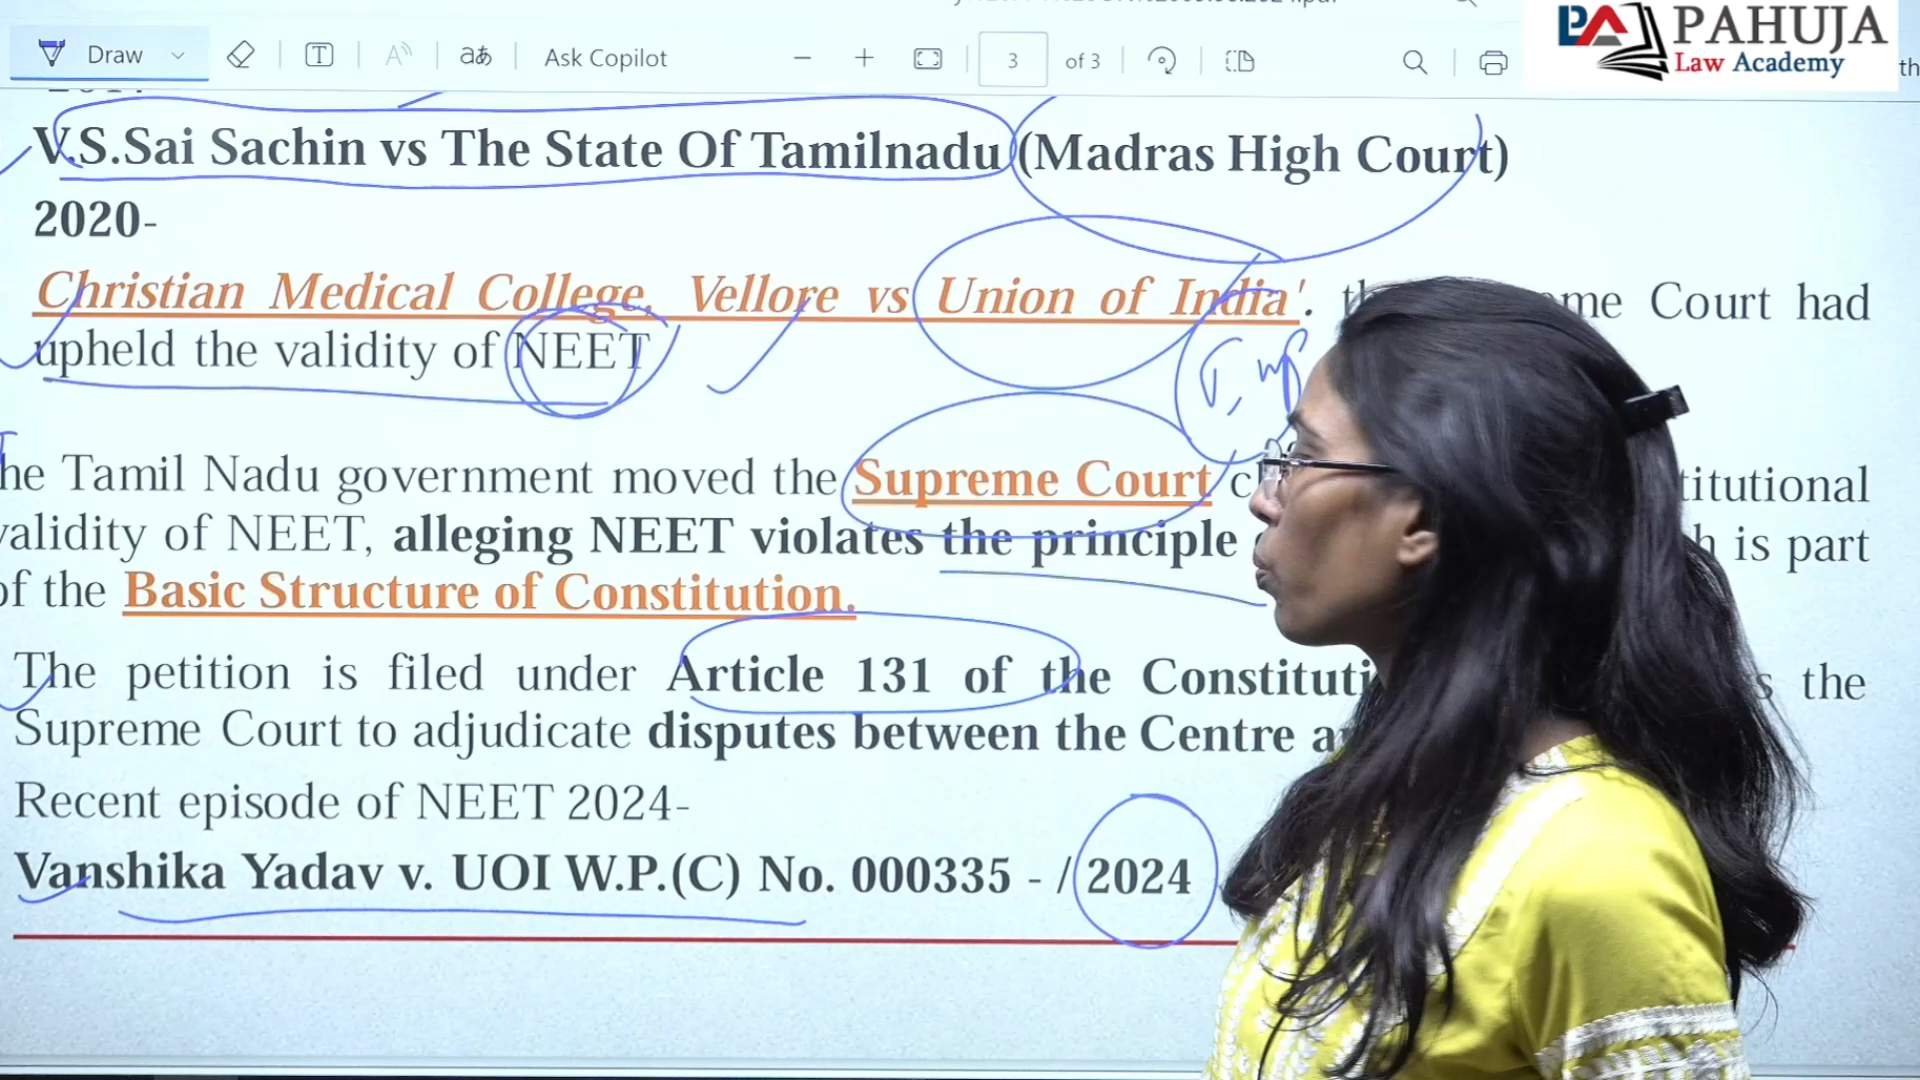 Draw
Ask Copilot
3 of 3
PAHUJA
Law Academy
th
V.S.Sai Sachin vs The State Of Tamilnadu (Madras High Court)
2020-
Christian Medical College, Vellore vs Union of India'. me Court had
upheld the validity of NEET
he Tamil Nadu government moved the Supreme Court titutional
validity of NEET, alleging NEET violates the principle h is part
of the Basic Structure of Constitution.
The petition is filed under Article 131 of the Constituti s the
Supreme Court to adjudicate disputes between the Centre a
Recent episode of NEET 2024-
Vanshika Yadav v. UOI W.P.(C) No. 000335 - / 2024